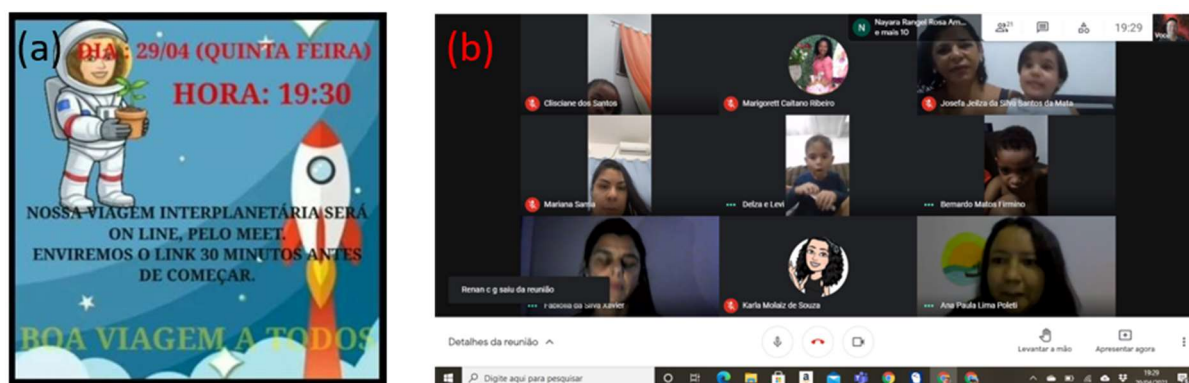 (a)
DIA : 29/04 (QUINTA FEIRA)
HORA: 19:30
NOSSA VIAGEM INTERPLANETÁRIA SERÁ
ON LINE, PELO MEET.
ENVIREMOS O LINK 30 MINUTOS ANTES
DE COMEÇAR.
BOA VIAGEM A TODOS
(b)
N
Nayara Rangel Rosa Am...
e mais 10
21
19:29
Você
Clisciane dos Santos
Marigorett Caitano Ribeiro
Josefa Jeilza da Silva Santos da Mata
Mariana Sarria
Delza e Levi
Bernardo Matos Firmino
Renan c g saiu da reunião
da Silva Xavier
Karla Molaiz de Souza
Ana Paula Lima Poleti
Detalhes da reunião
Levantar a mão
Apresentar agora
Digite aqui para pesquisar
19:29